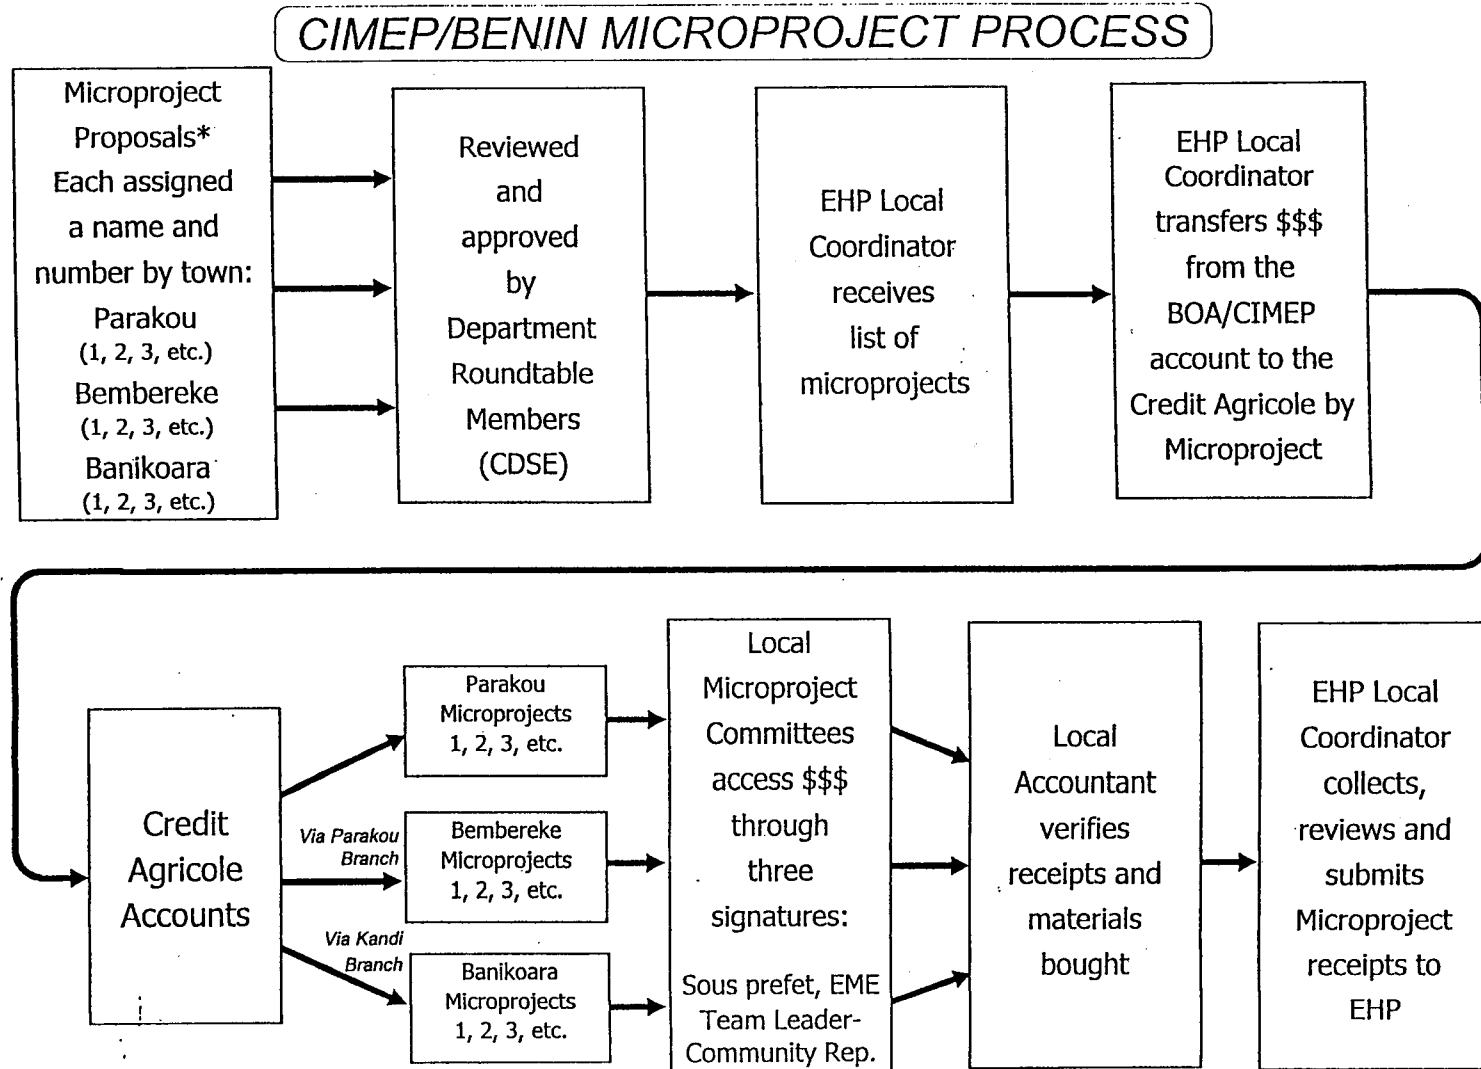 CIMEP/BENIN MICROPROJECT PROCESS
Microproject
Proposals*
Each assigned
a name and
number by town:
Parakou
(1, 2, 3, etc.)
Bembereke
(1, 2, 3, etc.)
Banikoara
(1, 2, 3, etc.)
Reviewed
and
approved
by
Department
Roundtable
Members
(CDSE)
EHP Local
Coordinator
receives
list of
microprojects
EHP Local
Coordinator
transfers $$$
from the
BOA/CIMEP
account to the
Credit Agricole by
Microproject
Credit
Agricole
Accounts
Via Parakou
Branch
Via Kandi
Branch
Parakou
Microprojects
1, 2, 3, etc.
Bembereke
Microprojects
1, 2, 3, etc.
Banikoara
Microprojects
1, 2, 3, etc.
Local
Microproject
Committees
access $$$
through
three
signatures:
Sous prefet, EME
Team Leader-
Community Rep.
Local
Accountant
verifies
receipts and
materials
bought
EHP Local
Coordinator
collects,
reviews and
submits
Microproject
receipts to
EHP